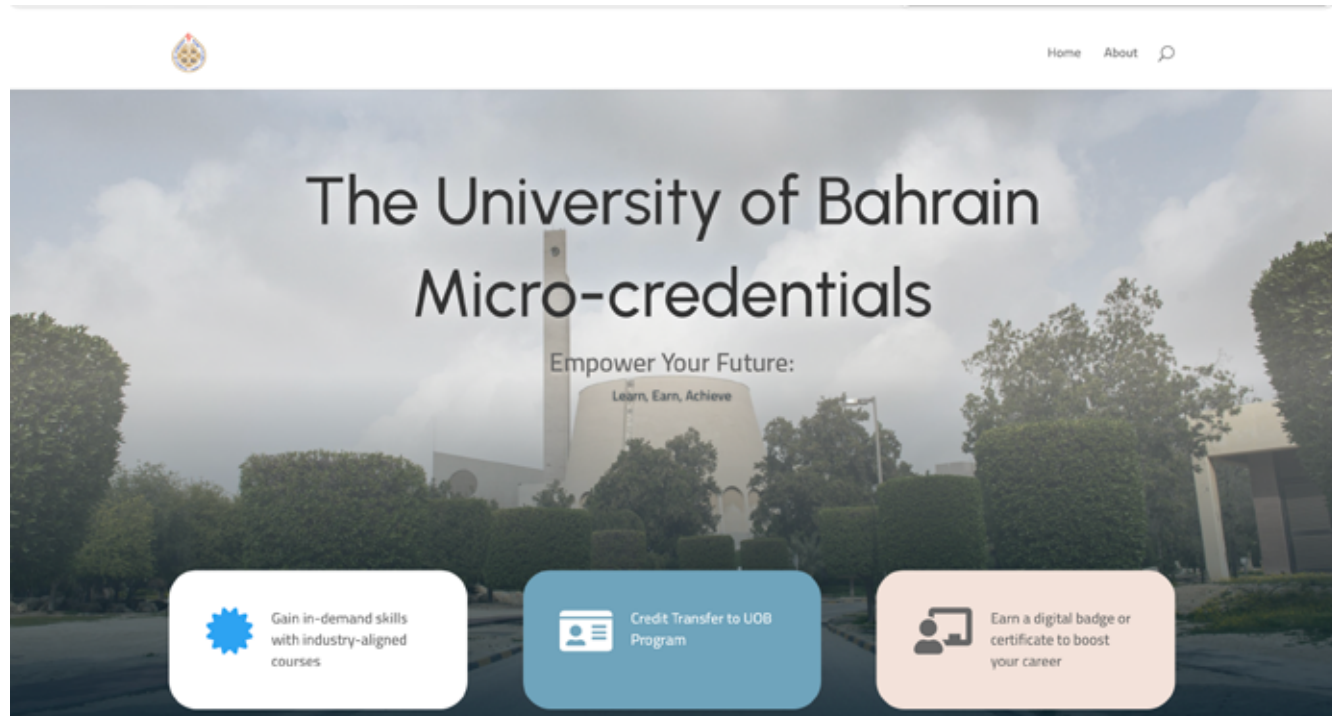 Home About
The University of Bahrain
Micro-credentials
Empower Your Future:
Learn, Earn, Achieve
Gain in-demand skills
with industry-aligned
courses
Credit Transfer to UOB
Program
Earn a digital badge or
certificate to boost
your career